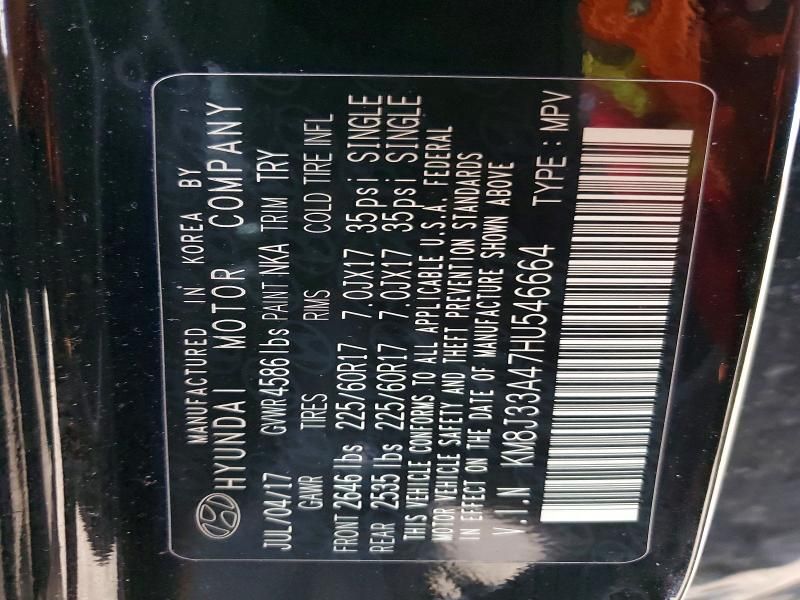 MANUFACTURED IN KOREA BY
HYUNDAI MOTOR COMPANY
JUL/04/17 GVWR4586lbs PAINT NKA TRIM TRY
GAWR TIRES RIMS COLD TIRE INFL
FRONT 2646 lbs 225/60R17 7.0JX17 35psi SINGLE
REAR 2535 lbs 225/60R17 7.0JX17 35psi SINGLE
THIS VEHICLE CONFORMS TO ALL APPLICABLE U.S.A. FEDERAL
MOTOR VEHICLE SAFETY AND THEFT PREVENTION STANDARDS
IN EFFECT ON THE DATE OF MANUFACTURE SHOWN ABOVE
V.I.N KM8J33A47HU546664 TYPE : MPV